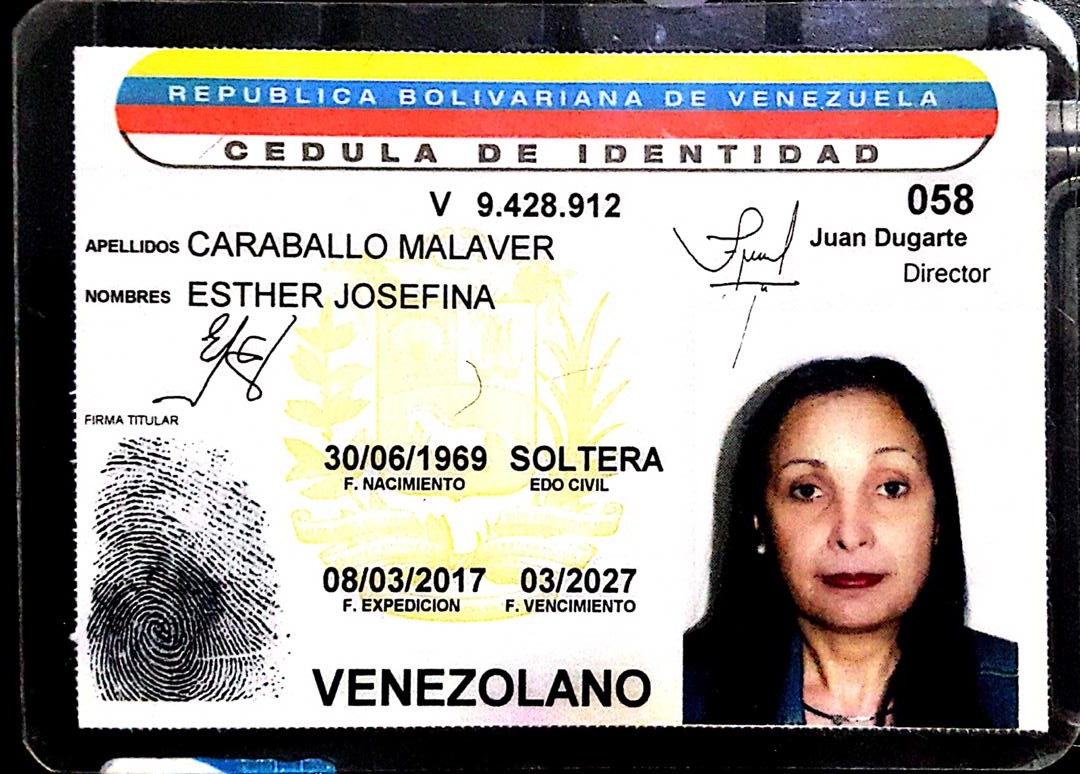 REPUBLICA BOLIVARIANA DE VENEZUELA
CEDULA DE IDENTIDAD
V 9.428.912
058
APELLIDOS CARABALLO MALAVER
Juan Dugarte
Director
NOMBRES ESTHER JOSEFINA
FIRMA TITULAR
30/06/1969 SOLTERA
F. NACIMIENTO EDO CIVIL
08/03/2017 03/2027
F. EXPEDICION F. VENCIMIENTO
VENEZOLANO